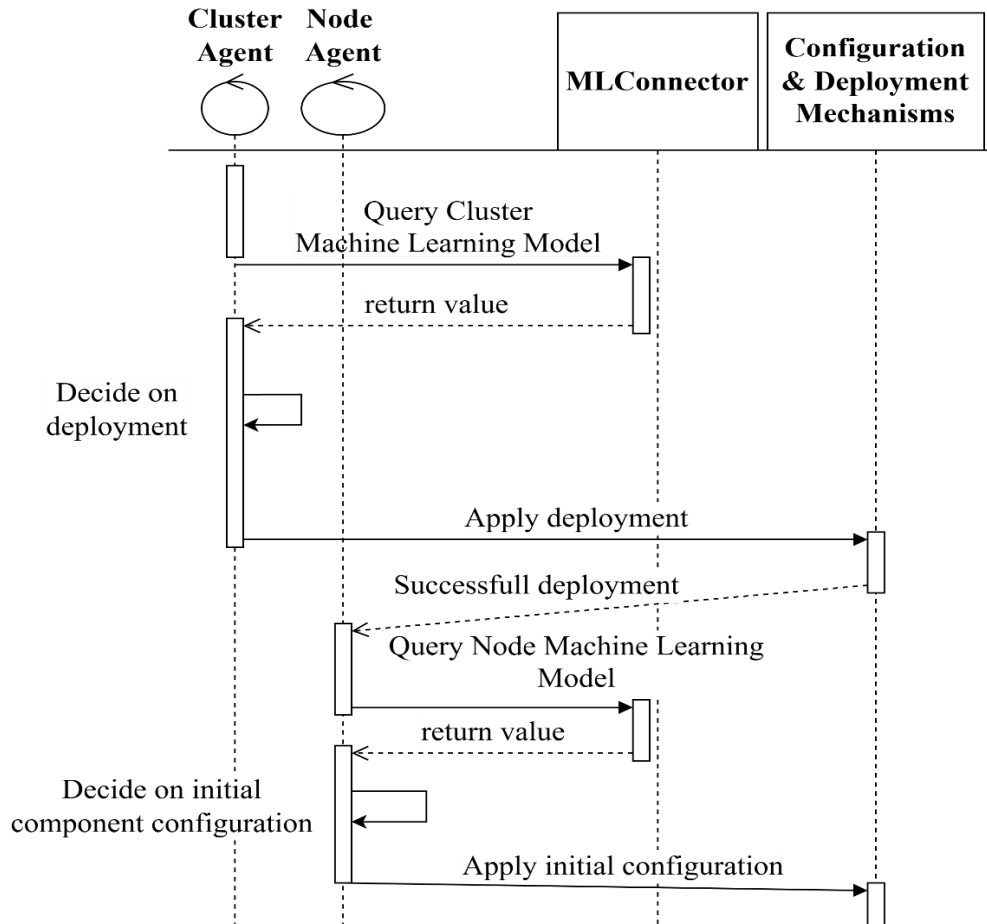 Cluster
Agent
Node
Agent
MLConnector
Configuration
& Deployment
Mechanisms
Query Cluster
Machine Learning Model
return value
Decide on
deployment
Apply deployment
Successfull deployment
Query Node Machine Learning
Model
return value
Decide on initial
component configuration
Apply initial configuration